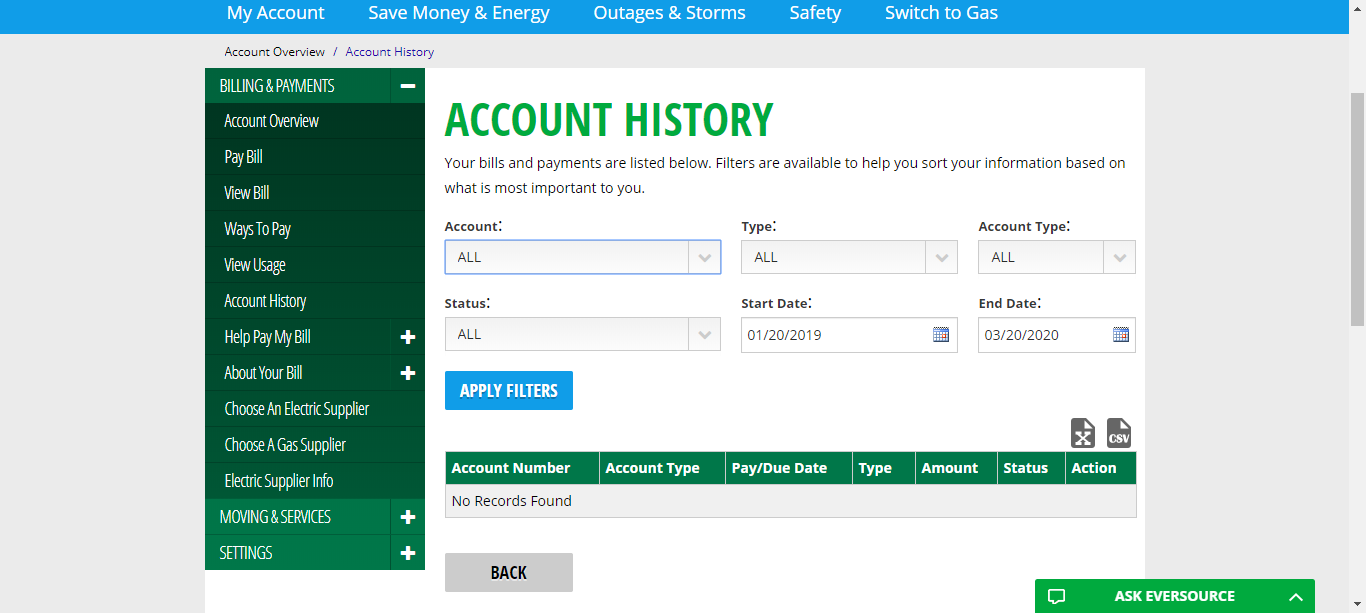 My Account Save Money & Energy Outages & Storms Safety Switch to Gas
Account Overview / Account History
BILLING & PAYMENTS
Account Overview
Pay Bill
View Bill
Ways To Pay
View Usage
Account History
Help Pay My Bill
About Your Bill
Choose An Electric Supplier
Choose A Gas Supplier
Electric Supplier Info
MOVING & SERVICES
SETTINGS
ACCOUNT HISTORY
Your bills and payments are listed below. Filters are available to help you sort your information based on
what is most important to you.
Account: Type: Account Type:
ALL ALL ALL
Status: Start Date: End Date:
ALL 01/20/2019 03/20/2020
APPLY FILTERS
X CSV
Account Number Account Type Pay/Due Date Type Amount Status Action
No Records Found
BACK
ASK EVERSOURCE